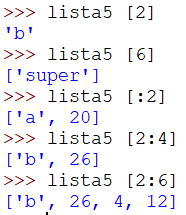 >>> lista5 [2]
'b'
>>> lista5 [6]
['super']
>>> lista5 [:2]
['a', 20]
>>> lista5 [2:4]
['b', 26]
>>> lista5 [2:6]
['b', 26, 4, 12]